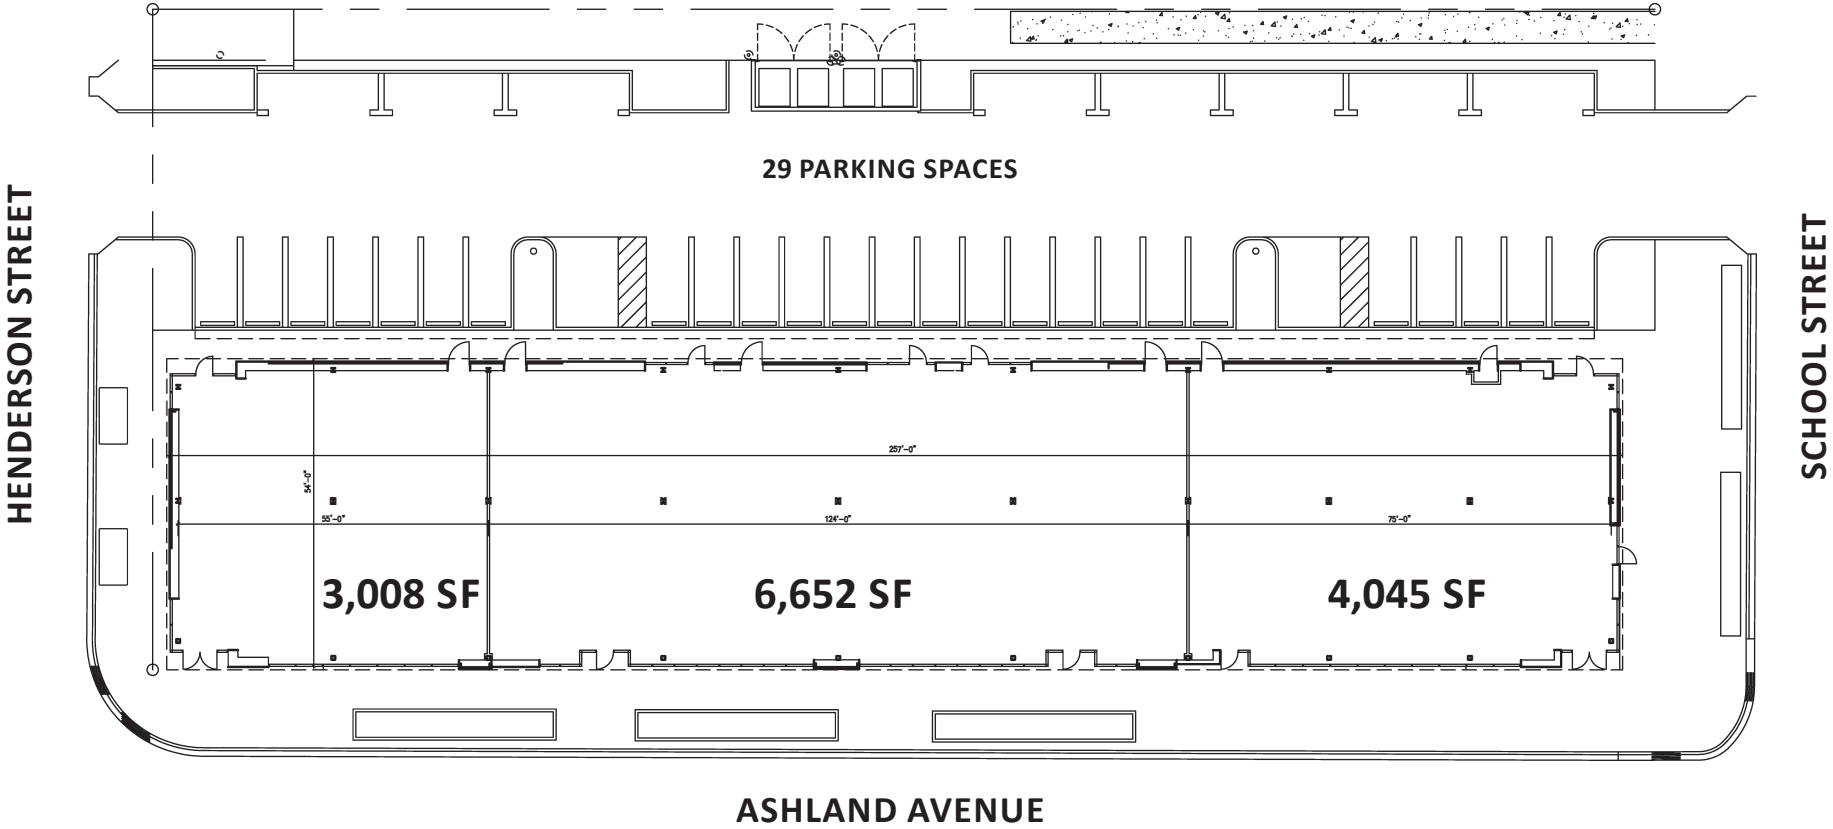 29 PARKING SPACES
HENDERSON STREET
SCHOOL STREET
257'-0"
54'-0"
55'-0"
124'-0"
75'-0"
3,008 SF
6,652 SF
4,045 SF
ASHLAND AVENUE